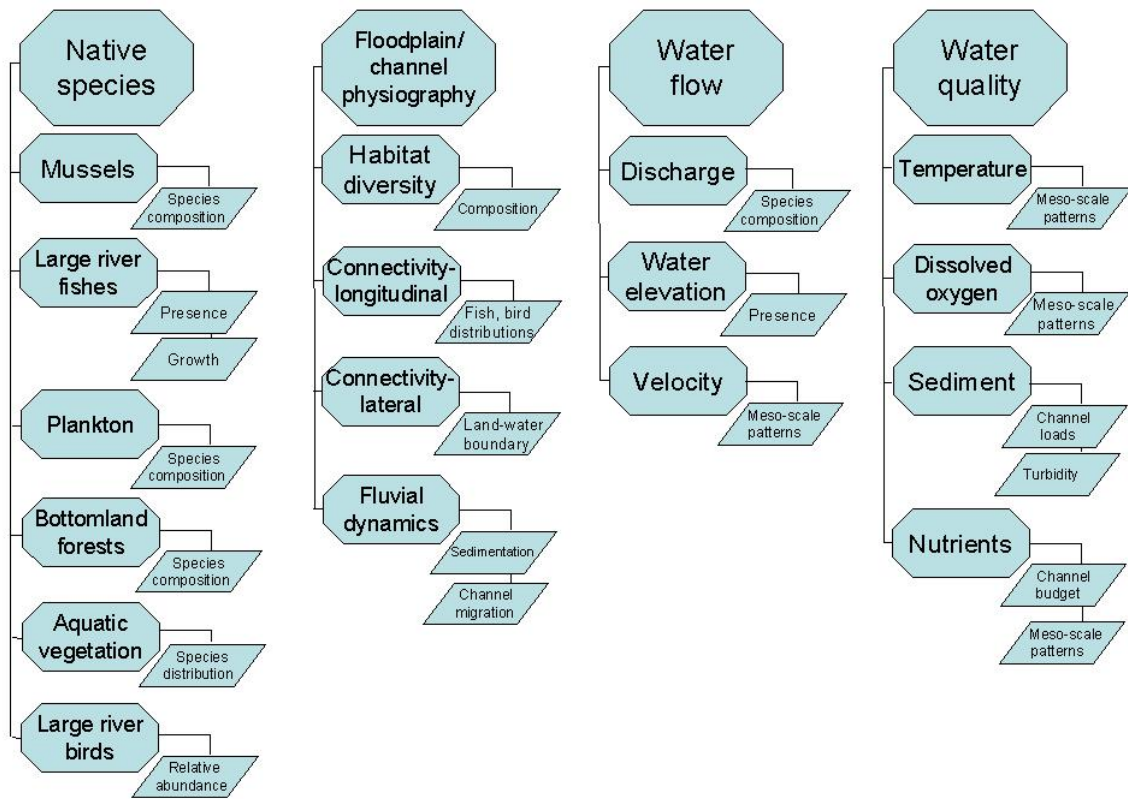 Native
species
Mussels
Species
composition
Large river
fishes
Presence
Growth
Plankton
Species
composition
Bottomland
forests
Species
composition
Aquatic
vegetation
Species
distribution
Large river
birds
Relative
abundance
Floodplain/
channel
physiography
Habitat
diversity
Composition
Connectivity-
longitudinal
Fish, bird
distributions
Connectivity-
lateral
Land-water
boundary
Fluvial
dynamics
Sedimentation
Channel
migration
Water
flow
Discharge
Species
composition
Water
elevation
Presence
Velocity
Meso-scale
patterns
Water
quality
Temperature
Meso-scale
patterns
Dissolved
oxygen
Meso-scale
patterns
Sediment
Channel
loads
Turbidity
Nutrients
Channel
budget
Meso-scale
patterns